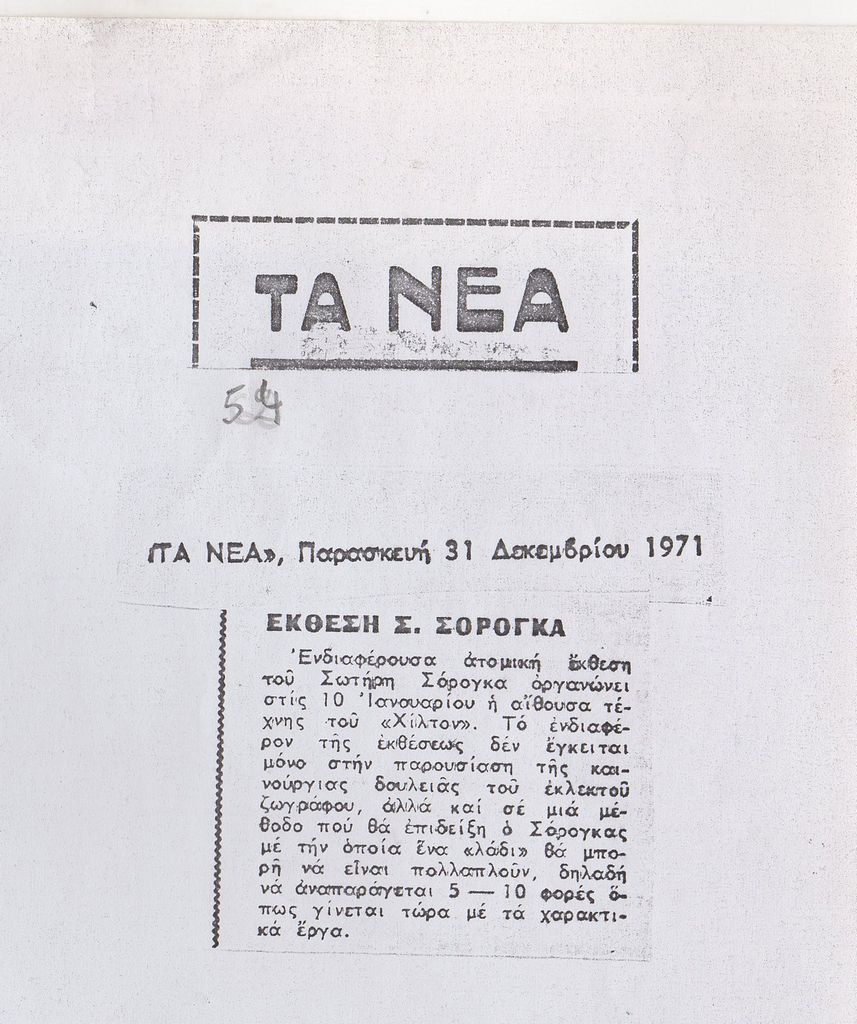 ΤΑ ΝΕΑ
54
«ΤΑ ΝΕΑ», Παρασκευή 31 Δεκεμβρίου 1971
ΕΚΘΕΣΗ Σ. ΣΟΡΟΓΚΑ
Ἐνδιαφέρουσα ἀτομική ἔκθεση
τοῦ Σωτήρη Σόρογκα ὀργανώνει
στίς 10 Ἰανουαρίου ἡ αἴθουσα τέ-
χνης τοῦ «Χίλτον». Τό ἐνδιαφέ-
ρον τῆς ἐκθέσεως δέν ἔγκειται
μόνο στήν παρουσίαση τῆς και-
νούργιας δουλειᾶς τοῦ ἐκλεκτοῦ
ζωγράφου, ἀλλά καί σέ μιά μέ-
θοδο πού θά ἐπιδείξη ὁ Σόρογκας
μέ τήν ὁποία ἕνα «λάδι» θά μπο-
ρῆ νά εἶναι πολλαπλοῦν, δηλαδή
νά ἀναπαράγεται 5 — 10 φορές ὅ-
πως γίνεται τώρα μέ τά χαρακτι-
κά ἔργα.